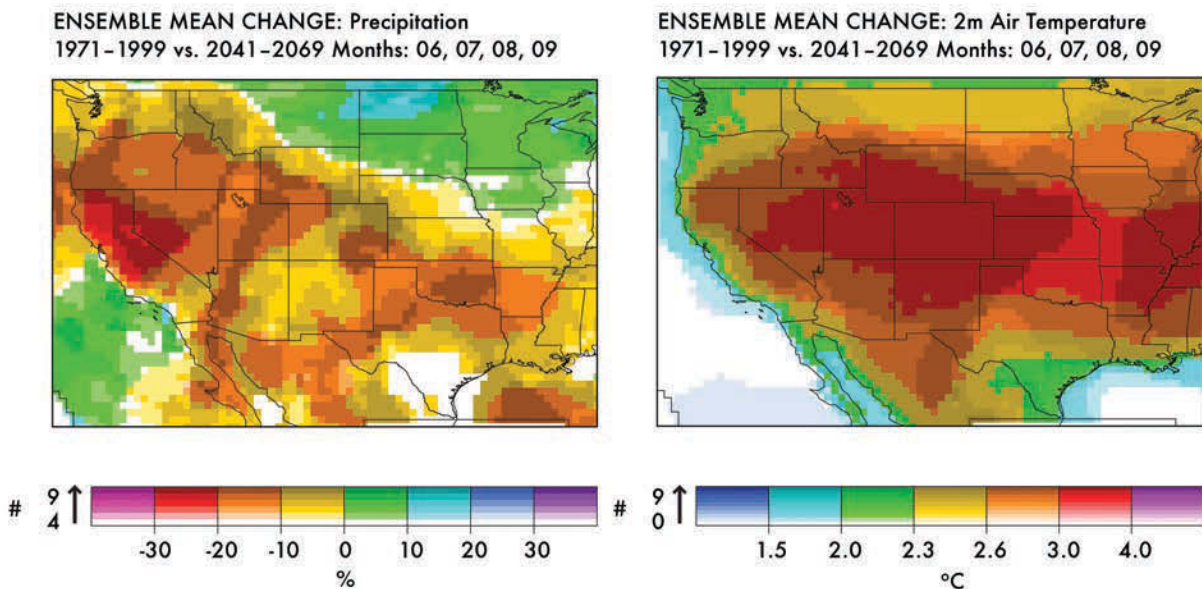 ENSEMBLE MEAN CHANGE: Precipitation
1971–1999 vs. 2041–2069 Months: 06, 07, 08, 09
ENSEMBLE MEAN CHANGE: 2m Air Temperature
1971–1999 vs. 2041–2069 Months: 06, 07, 08, 09
# 9
4
-30 -20 -10 0 10 20 30
%
# 9
0
1.5 2.0 2.3 2.6 3.0 4.0
ºC